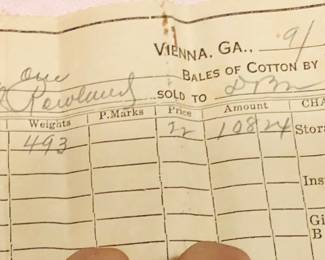 VIENNA, GA., 9/
One BALES OF COTTON BY
Rowland SOLD TO
Weights P. Marks Price Amount CHA
493 22 108 24 Stor
Ins
Gi
B